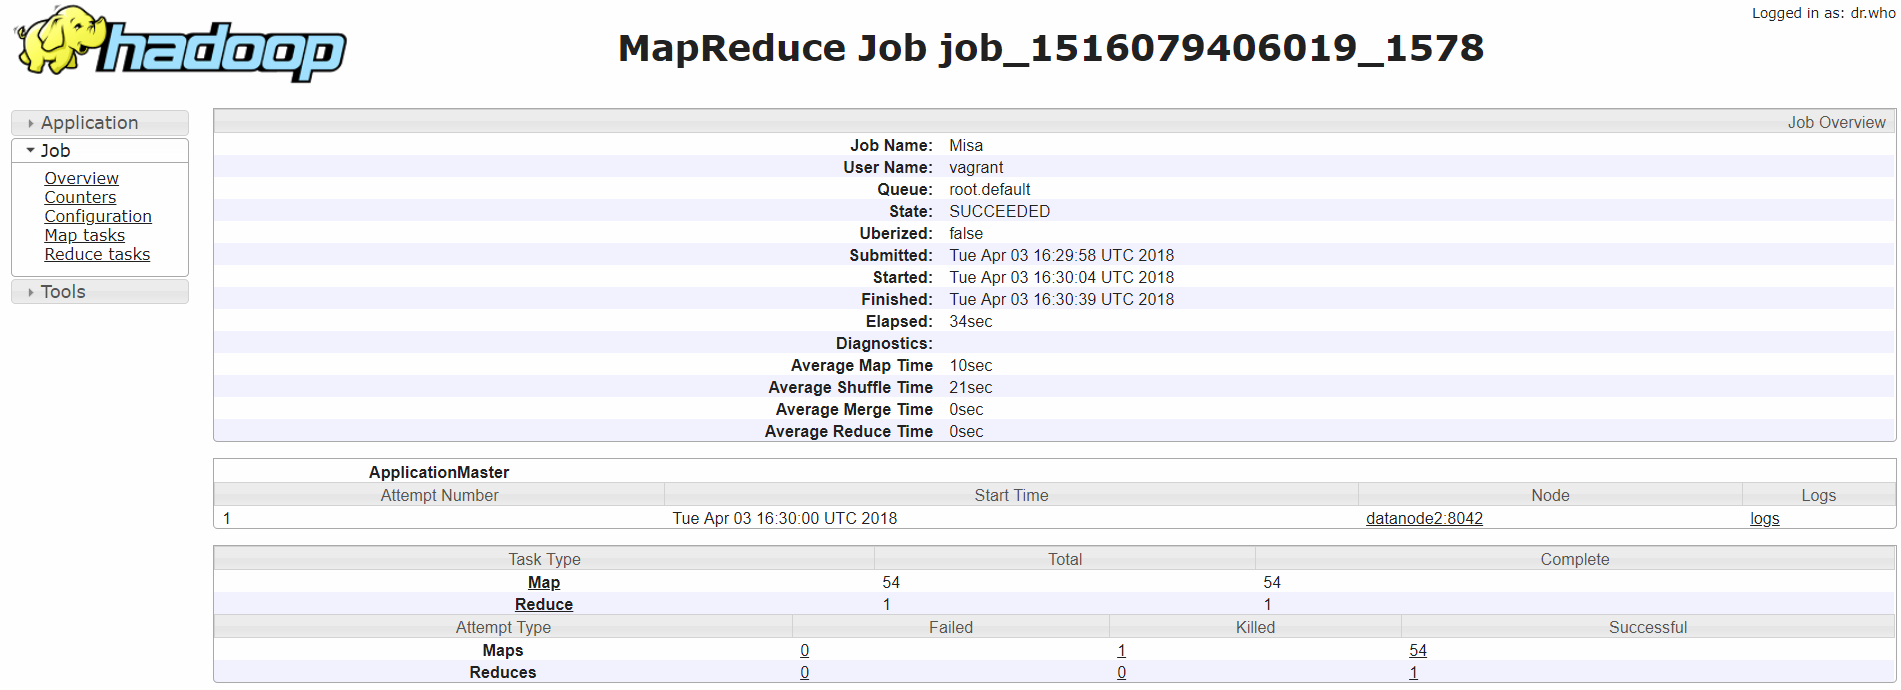 Logged in as: dr.who
hadoop
MapReduce Job job_1516079406019_1578
Application
Job
Overview
Counters
Configuration
Map tasks
Reduce tasks
Tools
Job Overview
Job Name: Misa
User Name: vagrant
Queue: root.default
State: SUCCEEDED
Uberized: false
Submitted: Tue Apr 03 16:29:58 UTC 2018
Started: Tue Apr 03 16:30:04 UTC 2018
Finished: Tue Apr 03 16:30:39 UTC 2018
Elapsed: 34sec
Diagnostics:
Average Map Time 10sec
Average Shuffle Time 21sec
Average Merge Time 0sec
Average Reduce Time 0sec
ApplicationMaster
Attempt Number Start Time Node Logs
1 Tue Apr 03 16:30:00 UTC 2018 datanode2:8042 logs
Task Type Total Complete
Map 54 54
Reduce 1 1
Attempt Type Failed Killed Successful
Maps 0 1 54
Reduces 0 0 1